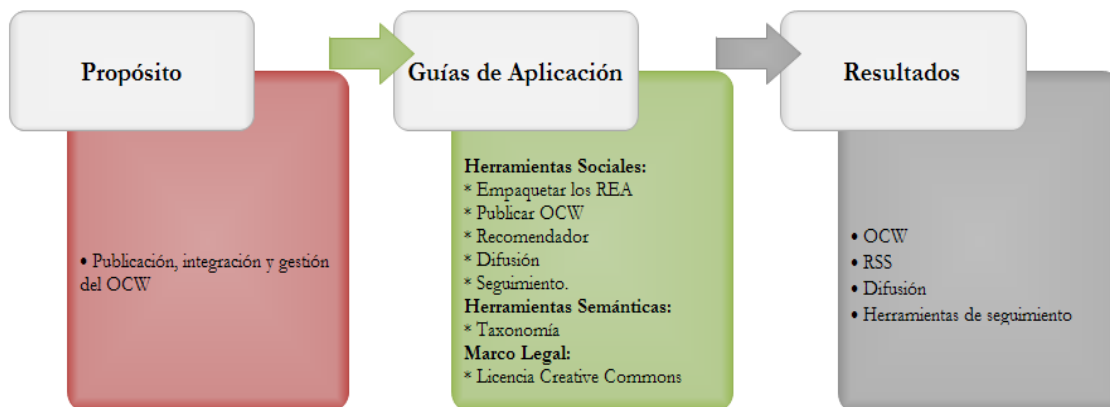 Propósito
• Publicación, integración y gestión
del OCW
Guías de Aplicación
Herramientas Sociales:
* Empaquetar los REA
* Publicar OCW
* Recomendador
* Difusión
* Seguimiento.
Herramientas Semánticas:
* Taxonomía
Marco Legal:
* Licencia Creative Commons
Resultados
• OCW
• RSS
• Difusión
• Herramientas de seguimiento